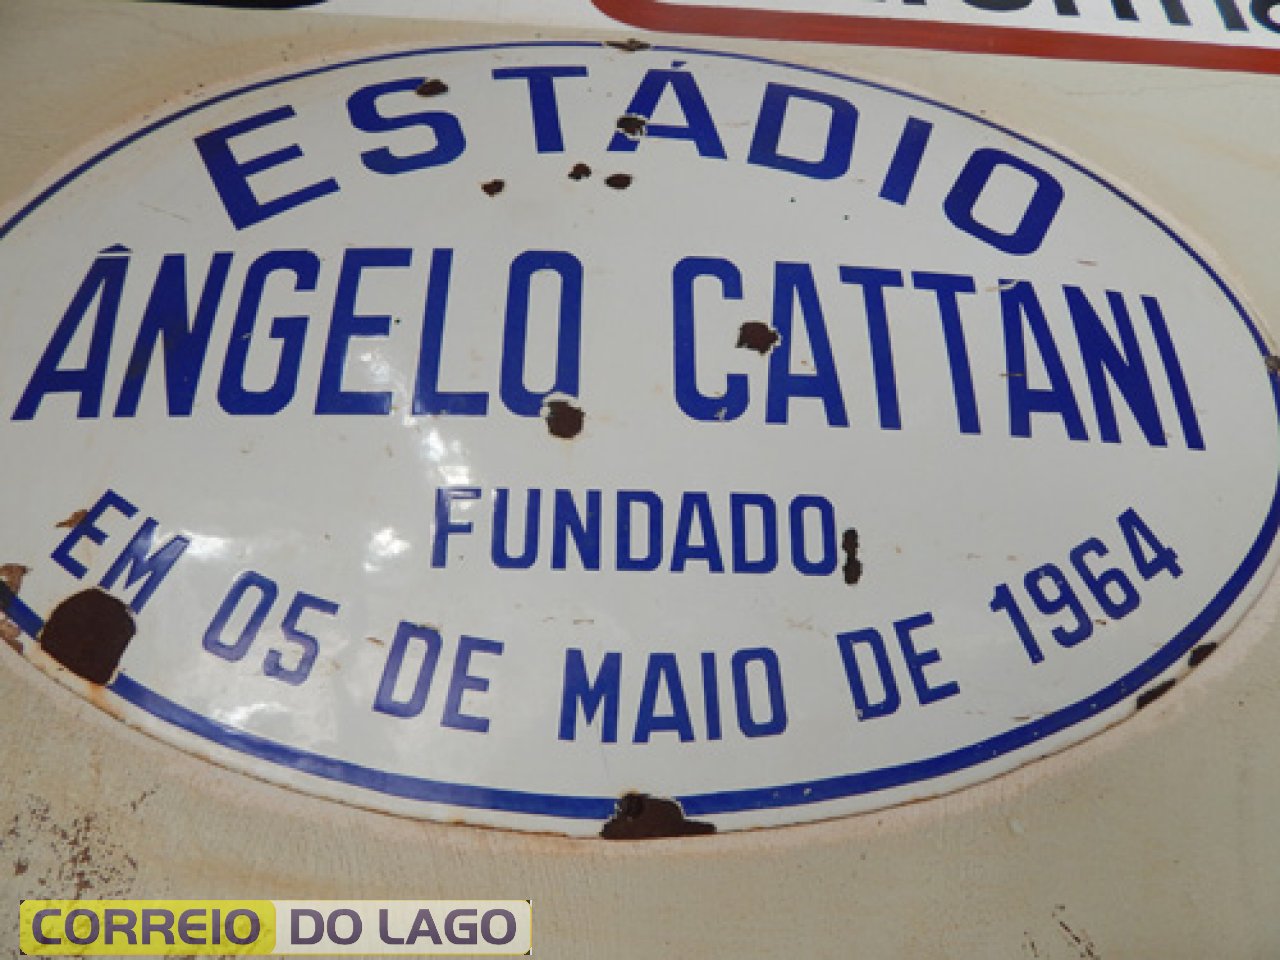 ESTÁDIO
ÂNGELO CATTANI
FUNDADO
EM 05 DE MAIO DE 1964
CORREIO DO LAGO